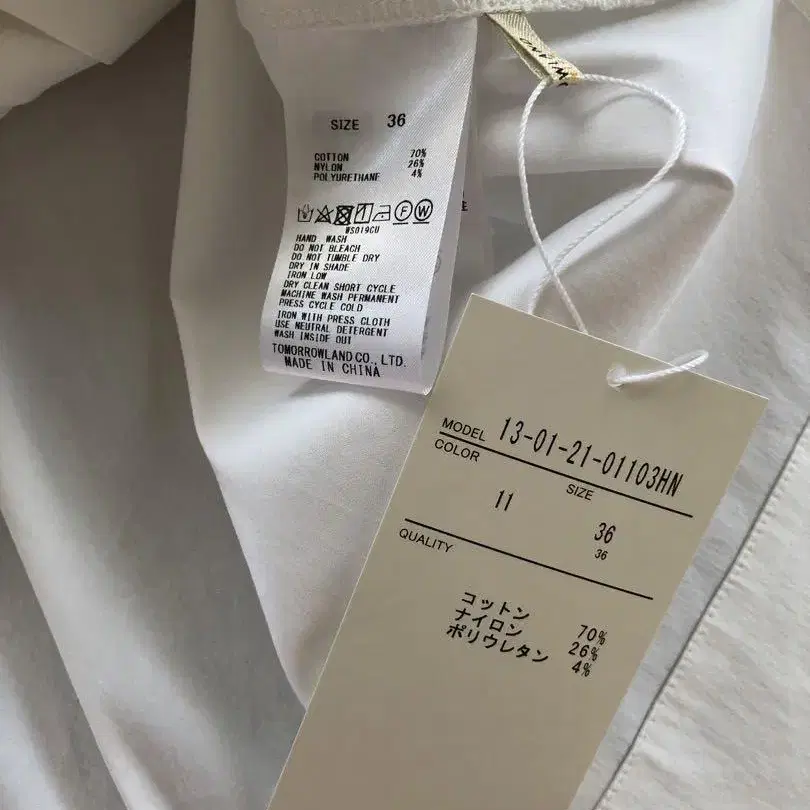 SIZE 36
COTTON 70%
NYLON 26%
POLYURETHANE 4%
WS019CU
HAND WASH
DO NOT BLEACH
DO NOT TUMBLE DRY
DRY IN SHADE
IRON LOW
DRY CLEAN SHORT CYCLE
MACHINE WASH PERMANENT
PRESS CYCLE COLD
IRON WITH PRESS CLOTH
USE NEUTRAL DETERGENT
WASH INSIDE OUT
TOMORROWLAND CO., LTD.
MADE IN CHINA
MODEL 13-01-21-01103HN
COLOR SIZE
11 36
36
QUALITY
コットン 70%
ナイロン 26%
ポリウレタン 4%